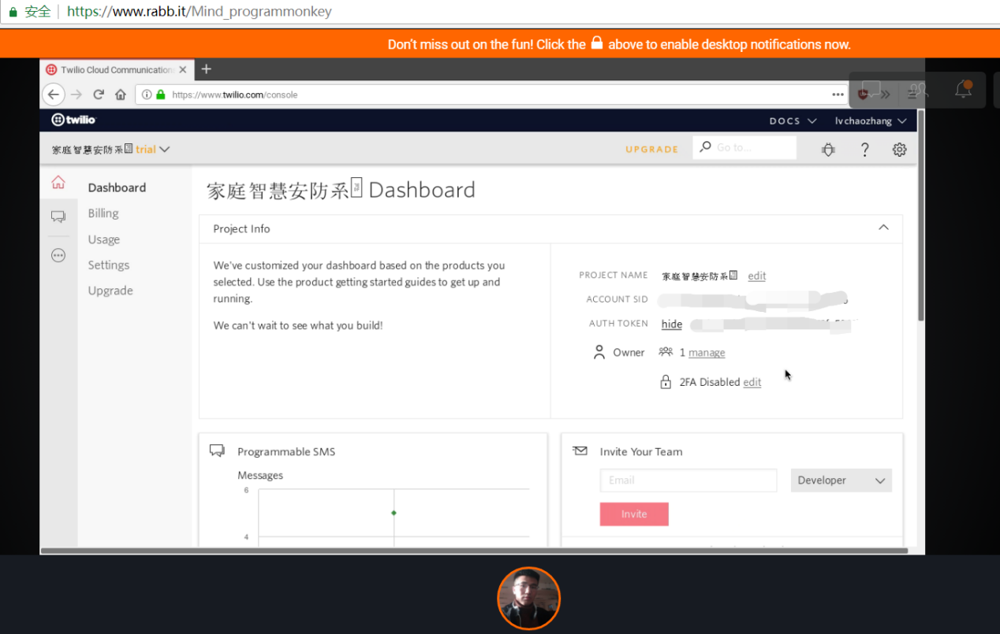 安全 https://www.rabb.it/Mind_programmonkey
Don't miss out on the fun! Click the above to enable desktop notifications now.
Twilio Cloud Communication
https://www.twilio.com/console
twilio
DOCS lvchaozhang
家庭智慧安防系 trial UPGRADE Go to...
Dashboard
Billing
Usage
Settings
Upgrade
家庭智慧安防系 Dashboard
Project Info
We've customized your dashboard based on the products you
selected. Use the product getting started guides to get up and
running.
We can't wait to see what you build!
PROJECT NAME 家庭智慧安防系 edit
ACCOUNT SID
AUTH TOKEN hide
Owner 1 manage
2FA Disabled edit
Programmable SMS
Messages
6
4
Invite Your Team
Email Developer
Invite